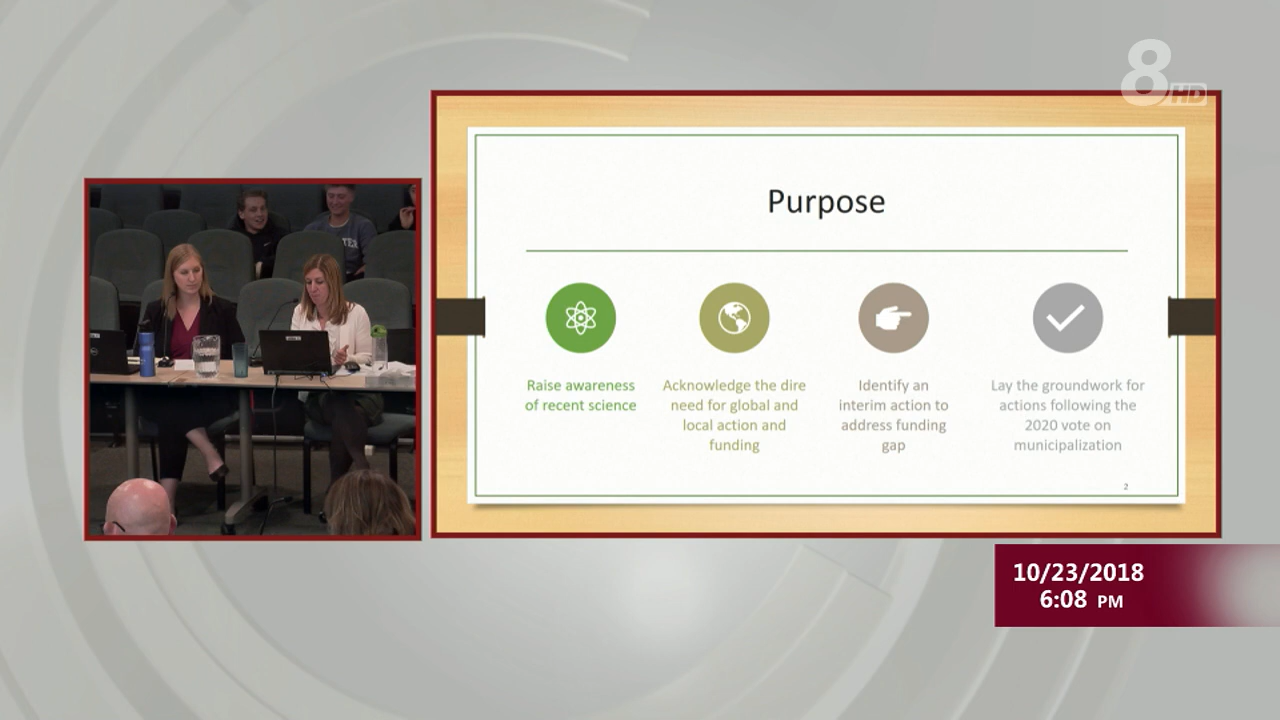 8
HD
Purpose
Raise awareness
of recent science
Acknowledge the dire
need for global and
local action and
funding
Identify an
interim action to
address funding
gap
Lay the groundwork for
actions following the
2020 vote on
municipalization
2
10/23/2018
6:08 PM